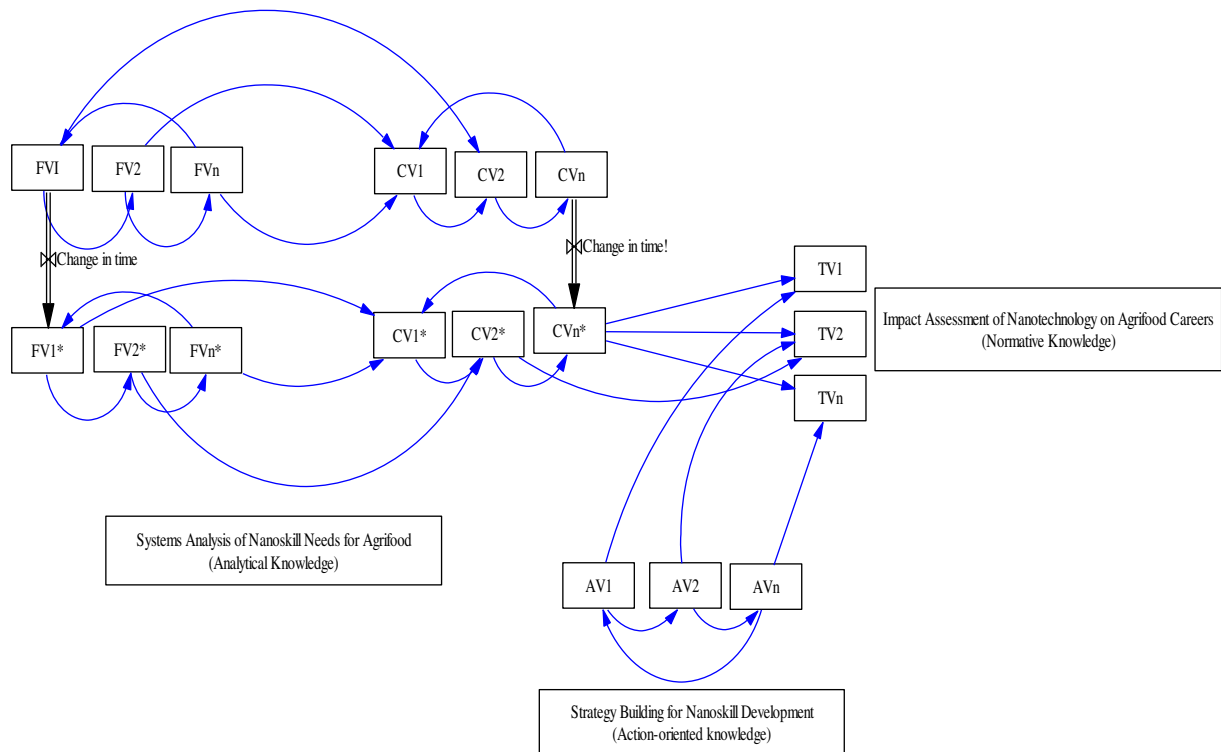 FVI
FV2
FVn
CV1
CV2
CVn
Change in time
Change in time!
TV1
TV2
TVn
FV1*
FV2*
FVn*
CV1*
CV2*
CVn*
Impact Assessment of Nanotechnology on Agrifood Careers
(Normative Knowledge)
Systems Analysis of Nanoskill Needs for Agrifood
(Analytical Knowledge)
AV1
AV2
AVn
Strategy Building for Nanoskill Development
(Action-oriented knowledge)